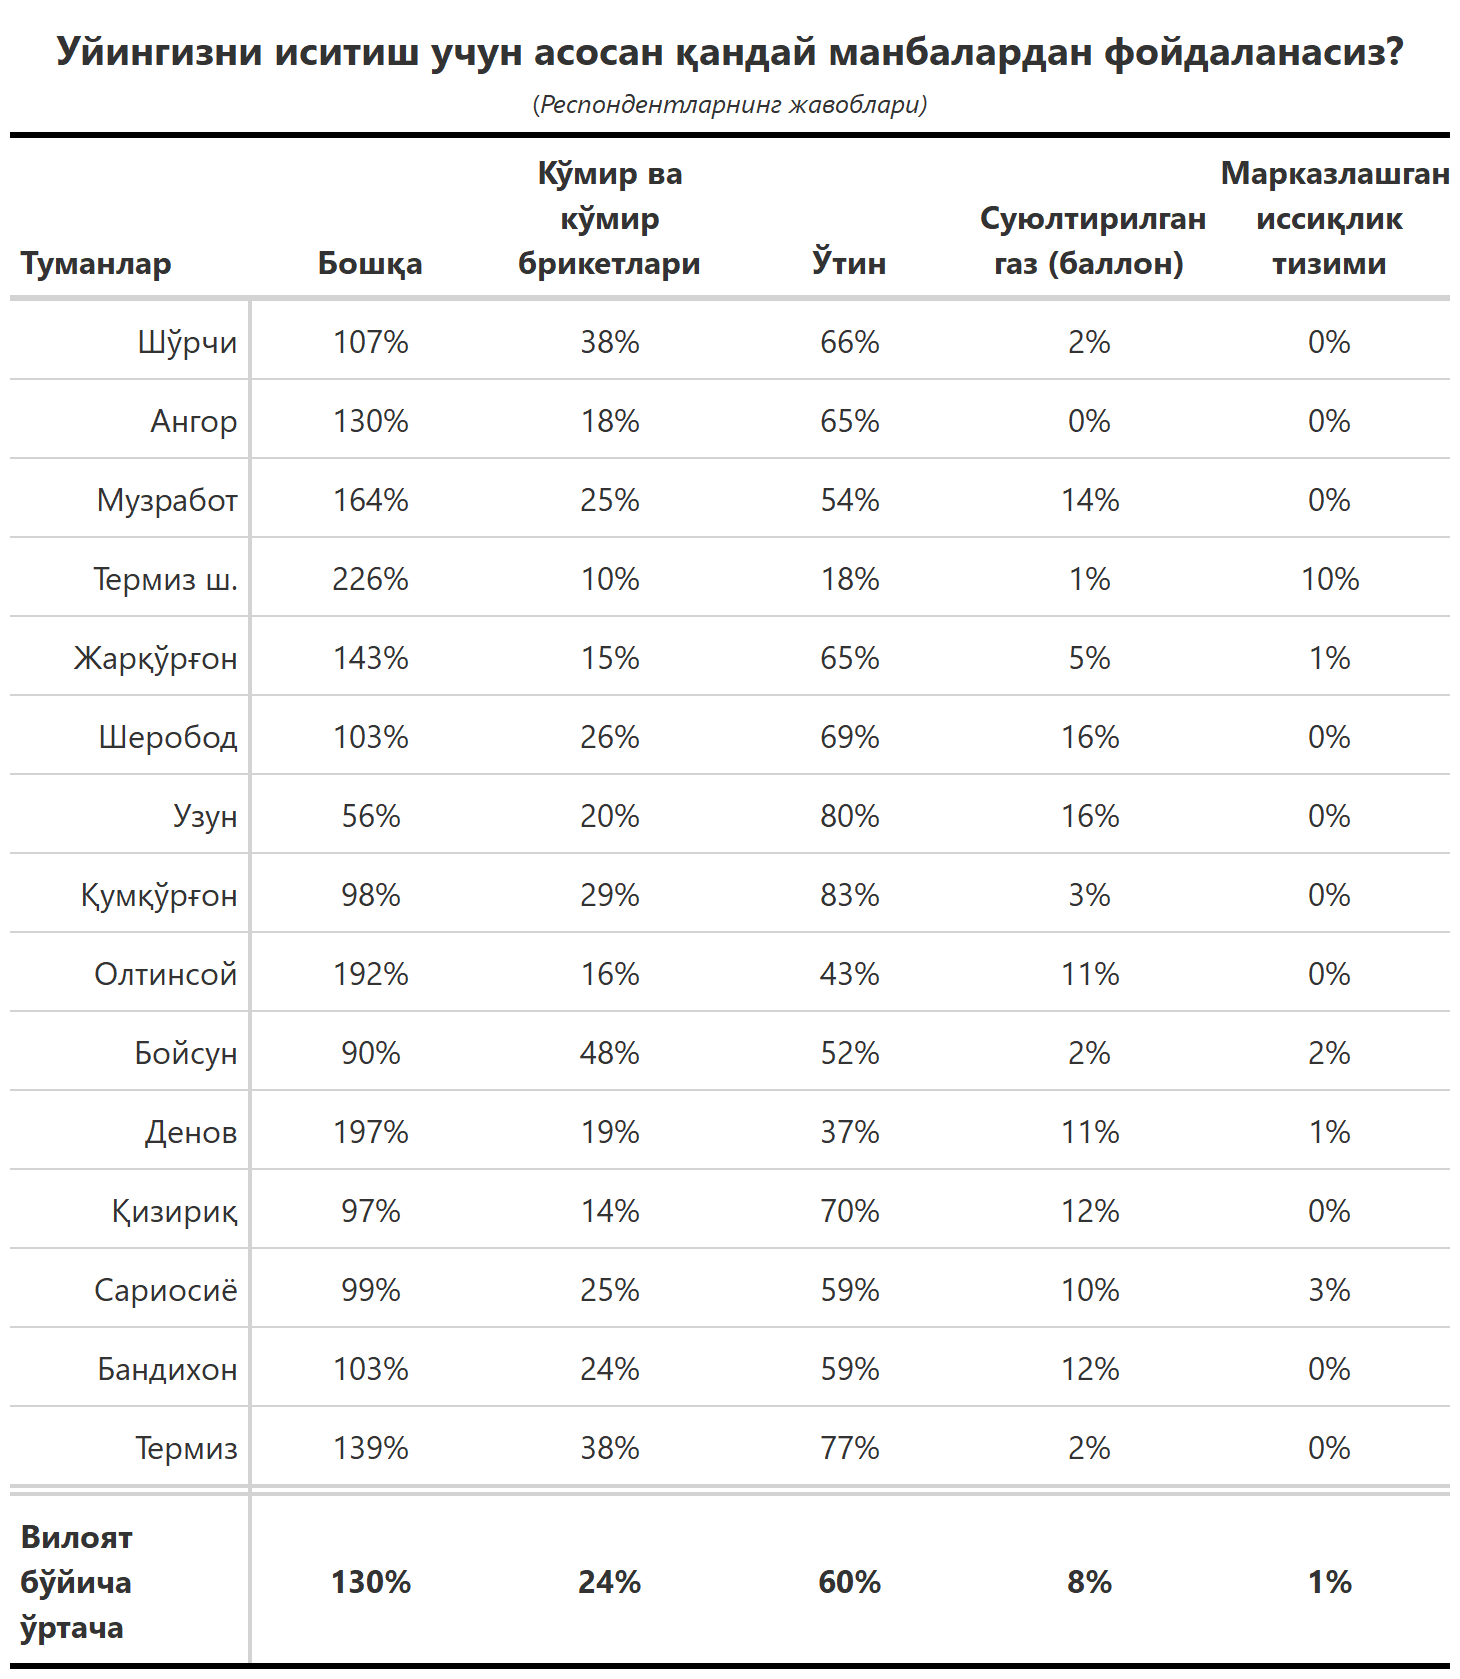 Уйингизни иситиш учун асосан қандай манбалардан фойдаланасиз?
(Респондентларнинг жавоблари)
Туманлар Бошқа Кўмир ва кўмир брикетлари Ўтин Суюлтирилган газ (баллон) Марказлашган иссиқлик тизими
Шўрчи 107% 38% 66% 2% 0%
Ангор 130% 18% 65% 0% 0%
Музработ 164% 25% 54% 14% 0%
Термиз ш. 226% 10% 18% 1% 10%
Жарқўрғон 143% 15% 65% 5% 1%
Шеробод 103% 26% 69% 16% 0%
Узун 56% 20% 80% 16% 0%
Қумқўрғон 98% 29% 83% 3% 0%
Олтинсой 192% 16% 43% 11% 0%
Бойсун 90% 48% 52% 2% 2%
Денов 197% 19% 37% 11% 1%
Қизириқ 97% 14% 70% 12% 0%
Сариосиё 99% 25% 59% 10% 3%
Бандихон 103% 24% 59% 12% 0%
Термиз 139% 38% 77% 2% 0%
Вилоят бўйича ўртача 130% 24% 60% 8% 1%